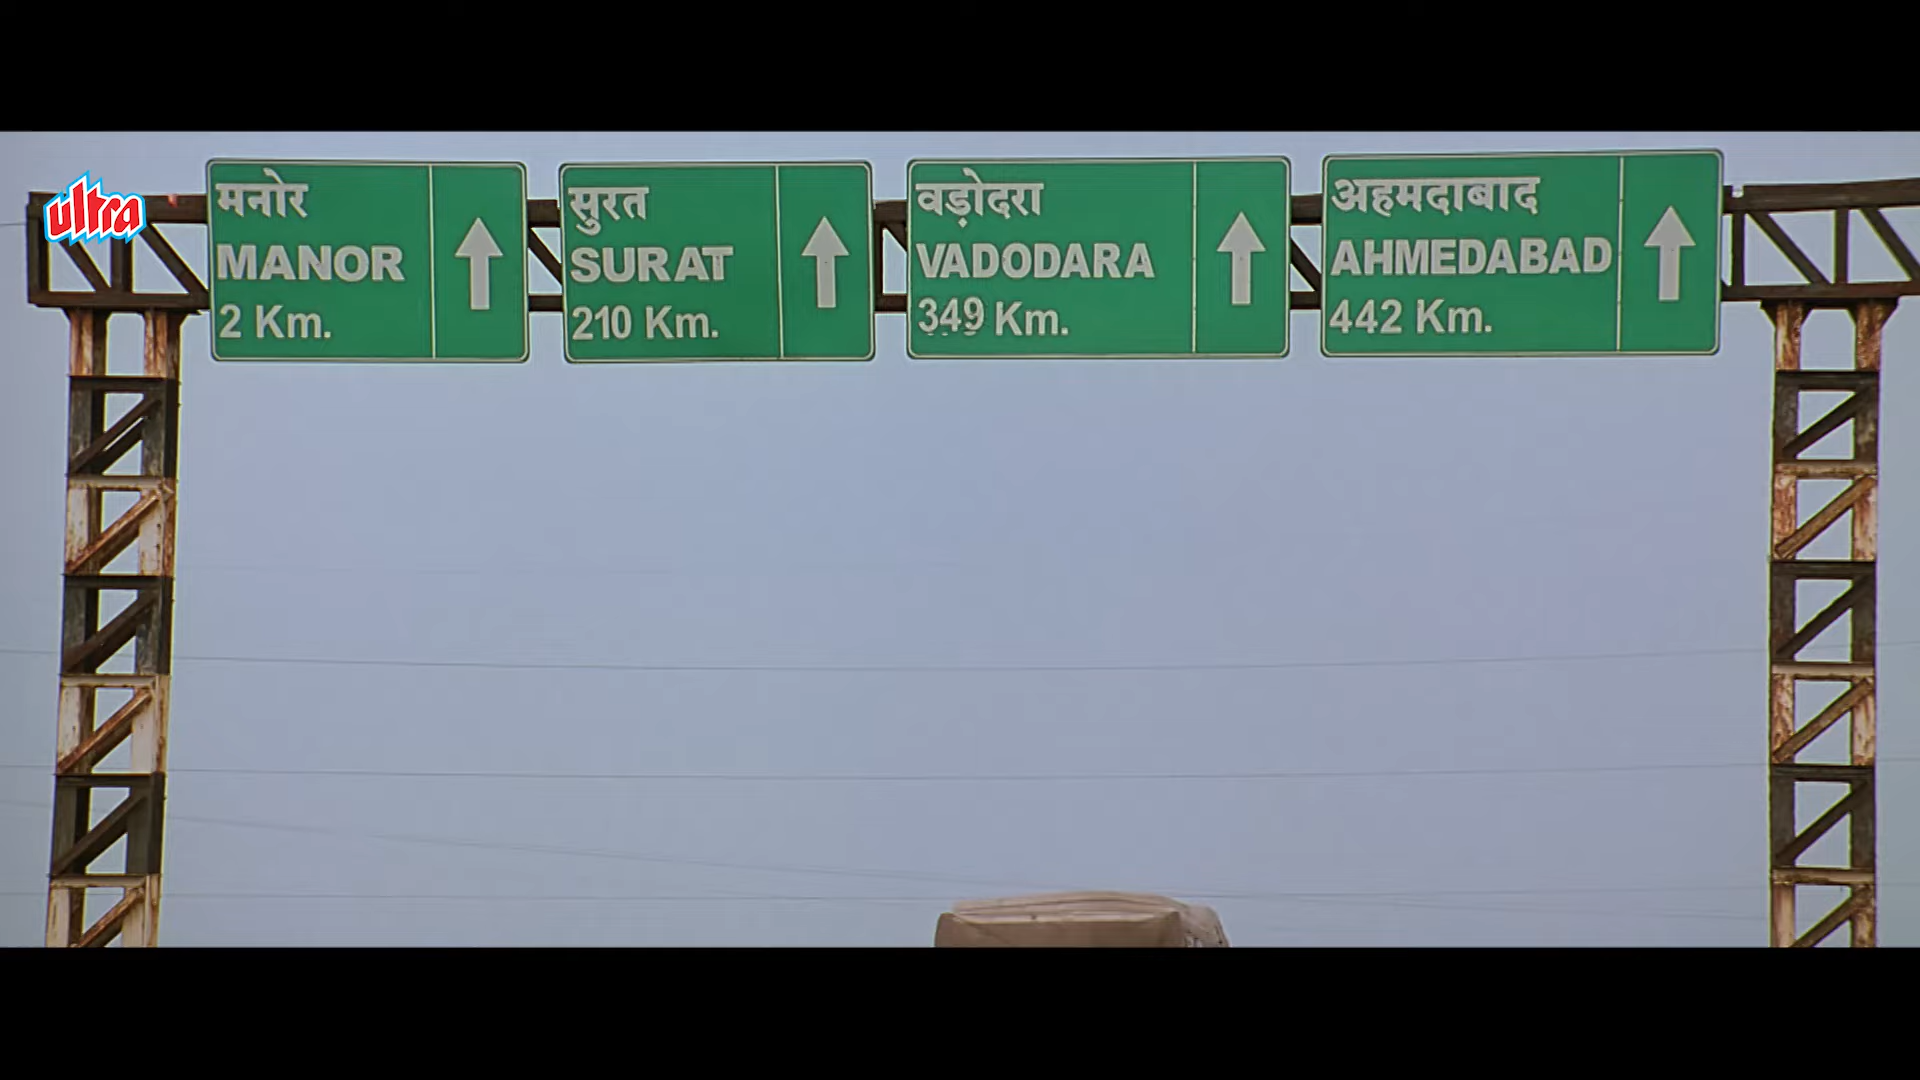 ultra
मनोर
MANOR
2 Km.
सुरत
SURAT
210 Km.
वड़ोदरा
VADODARA
349 Km.
अहमदाबाद
AHMEDABAD
442 Km.